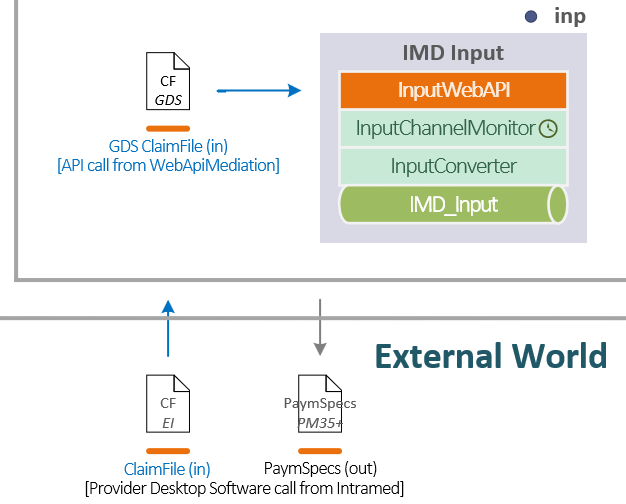 inp
IMD Input
CF
GDS
InputWebAPI
GDS ClaimFile (in)
[API call from WebApiMediation]
InputChannelMonitor
InputConverter
IMD_Input
External World
CF
EI
PaymSpecs
PM35+
ClaimFile (in)
PaymSpecs (out)
[Provider Desktop Software call from Intramed]